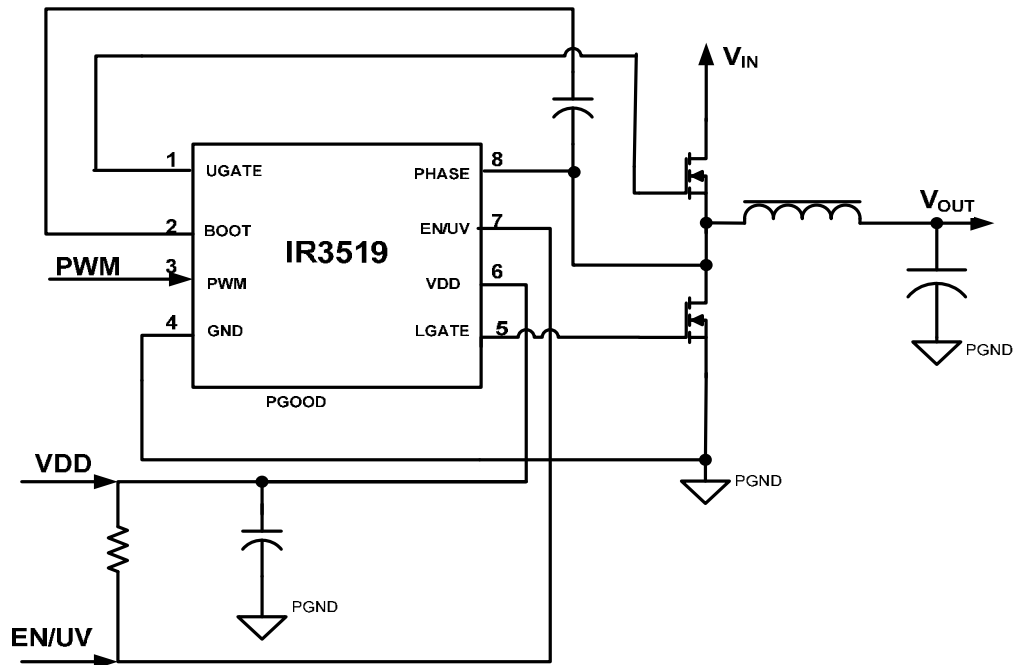 V_IN
1 UGATE
PHASE 8
2 BOOT
EN/UV 7
IR3519
PWM 3 PWM
VDD 6
4 GND
LGATE 5
V_OUT
PGND
PGOOD
VDD
PGND
PGND
EN/UV